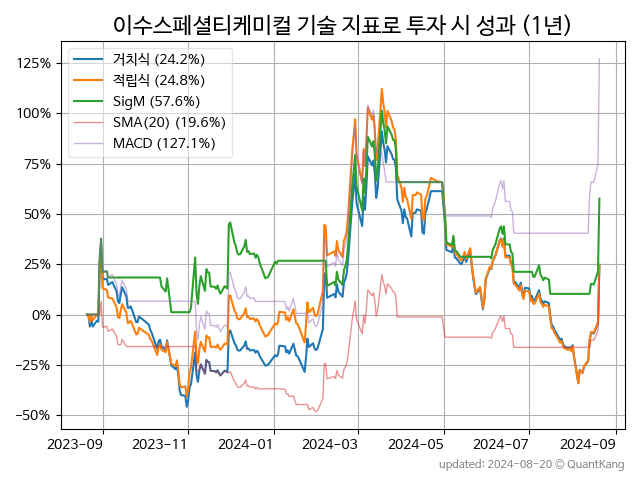 이수스페셜티케미컬 기술 지표로 투자 시 성과 (1년)
거치식 (24.2%)
적립식 (24.8%)
SigM (57.6%)
SMA(20) (19.6%)
MACD (127.1%)
125%
100%
75%
50%
25%
0%
−25%
−50%
2023-09 2023-11 2024-01 2024-03 2024-05 2024-07 2024-09
updated: 2024-08-20 ⓒ QuantKang